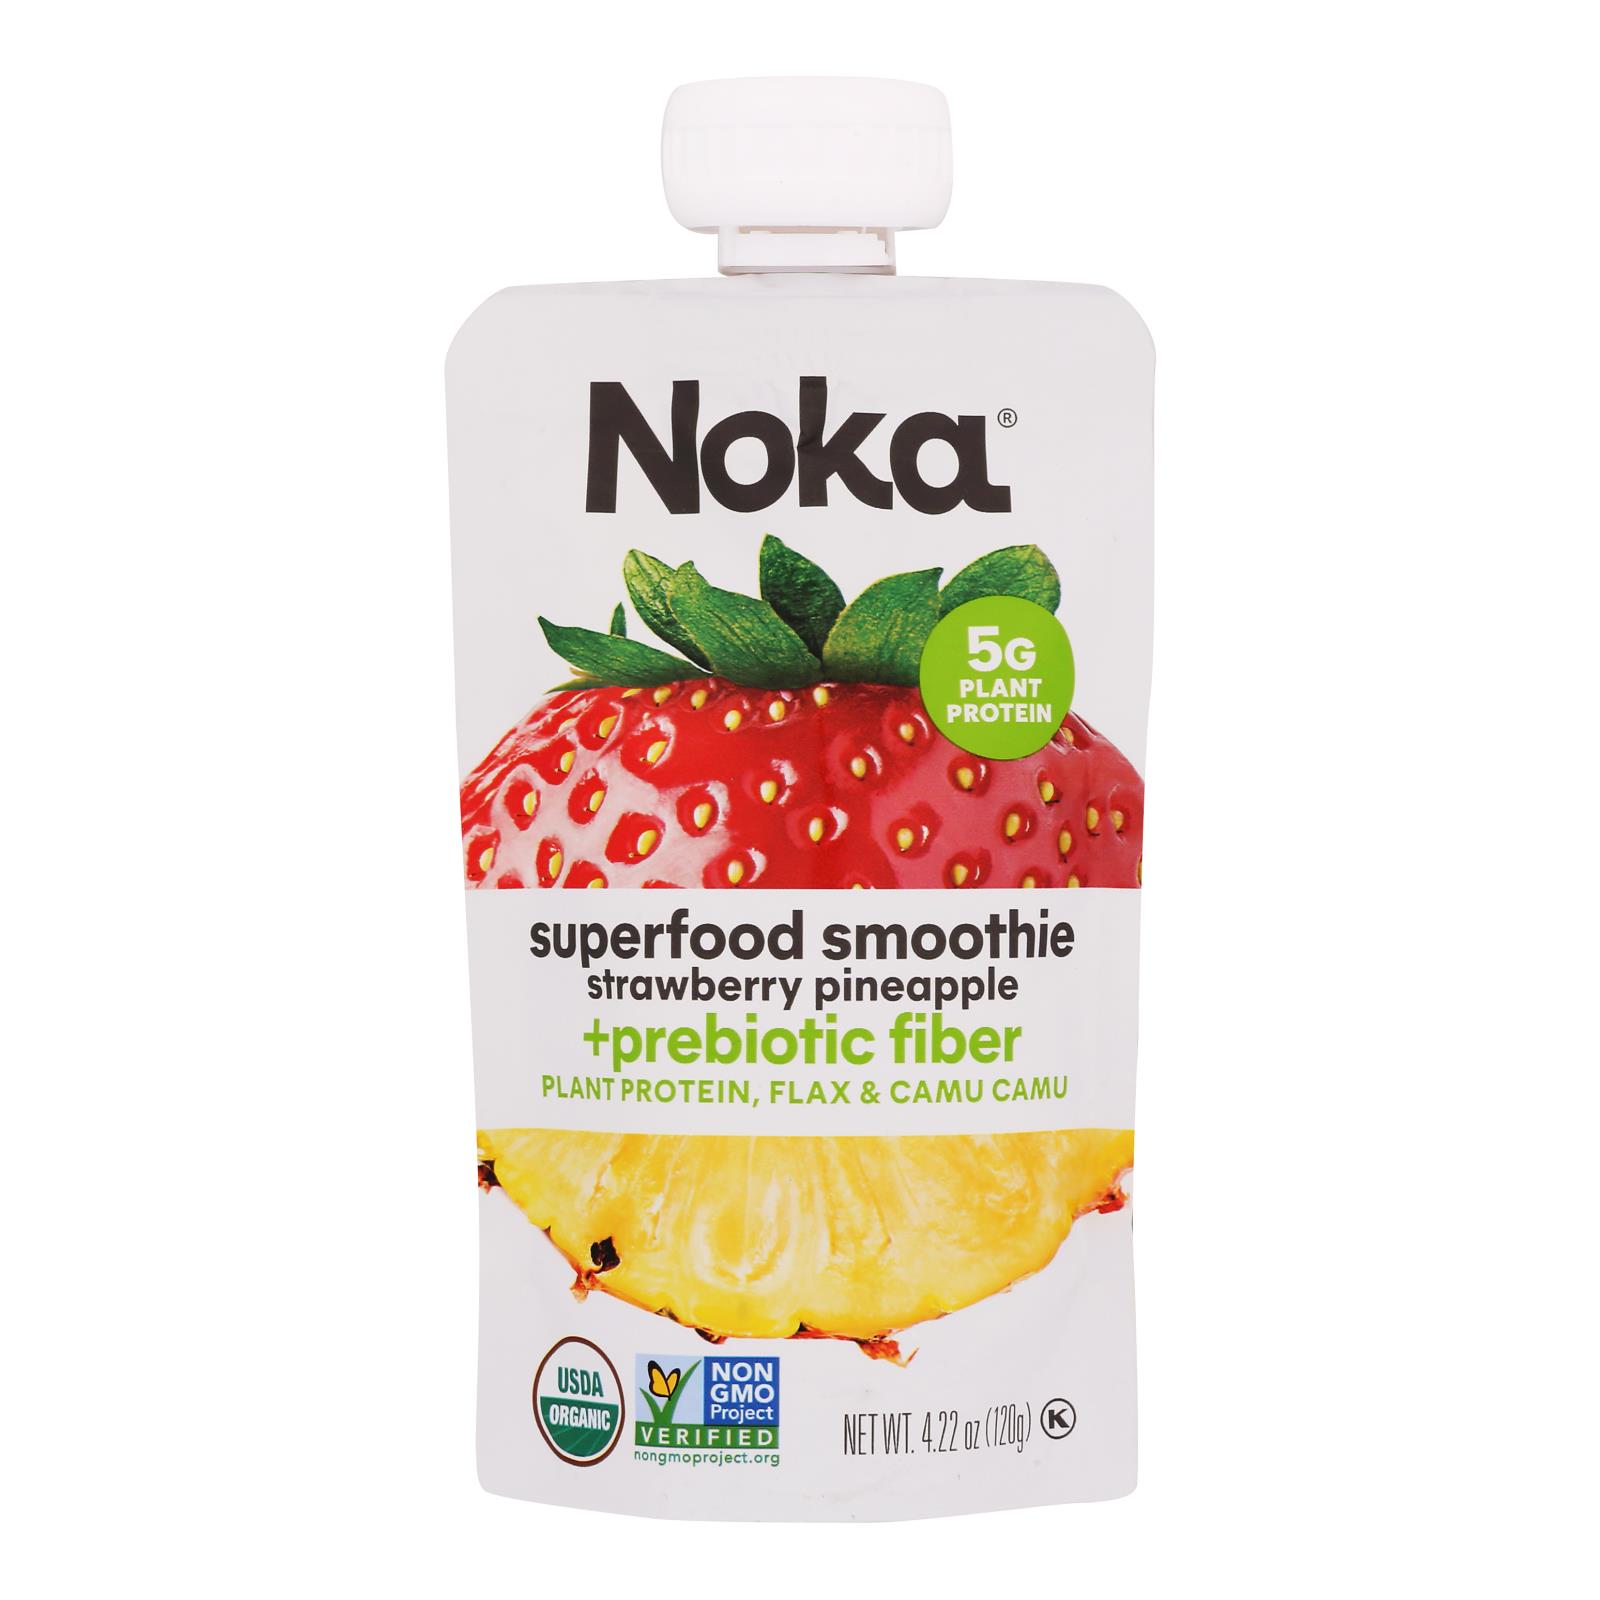 Noka®
5G
PLANT
PROTEIN
superfood smoothie
strawberry pineapple
+prebiotic fiber
PLANT PROTEIN, FLAX & CAMU CAMU
USDA
ORGANIC
NON
GMO
Project
VERIFIED
nongmoproject.org
NET WT. 4.22 oz (120g) K